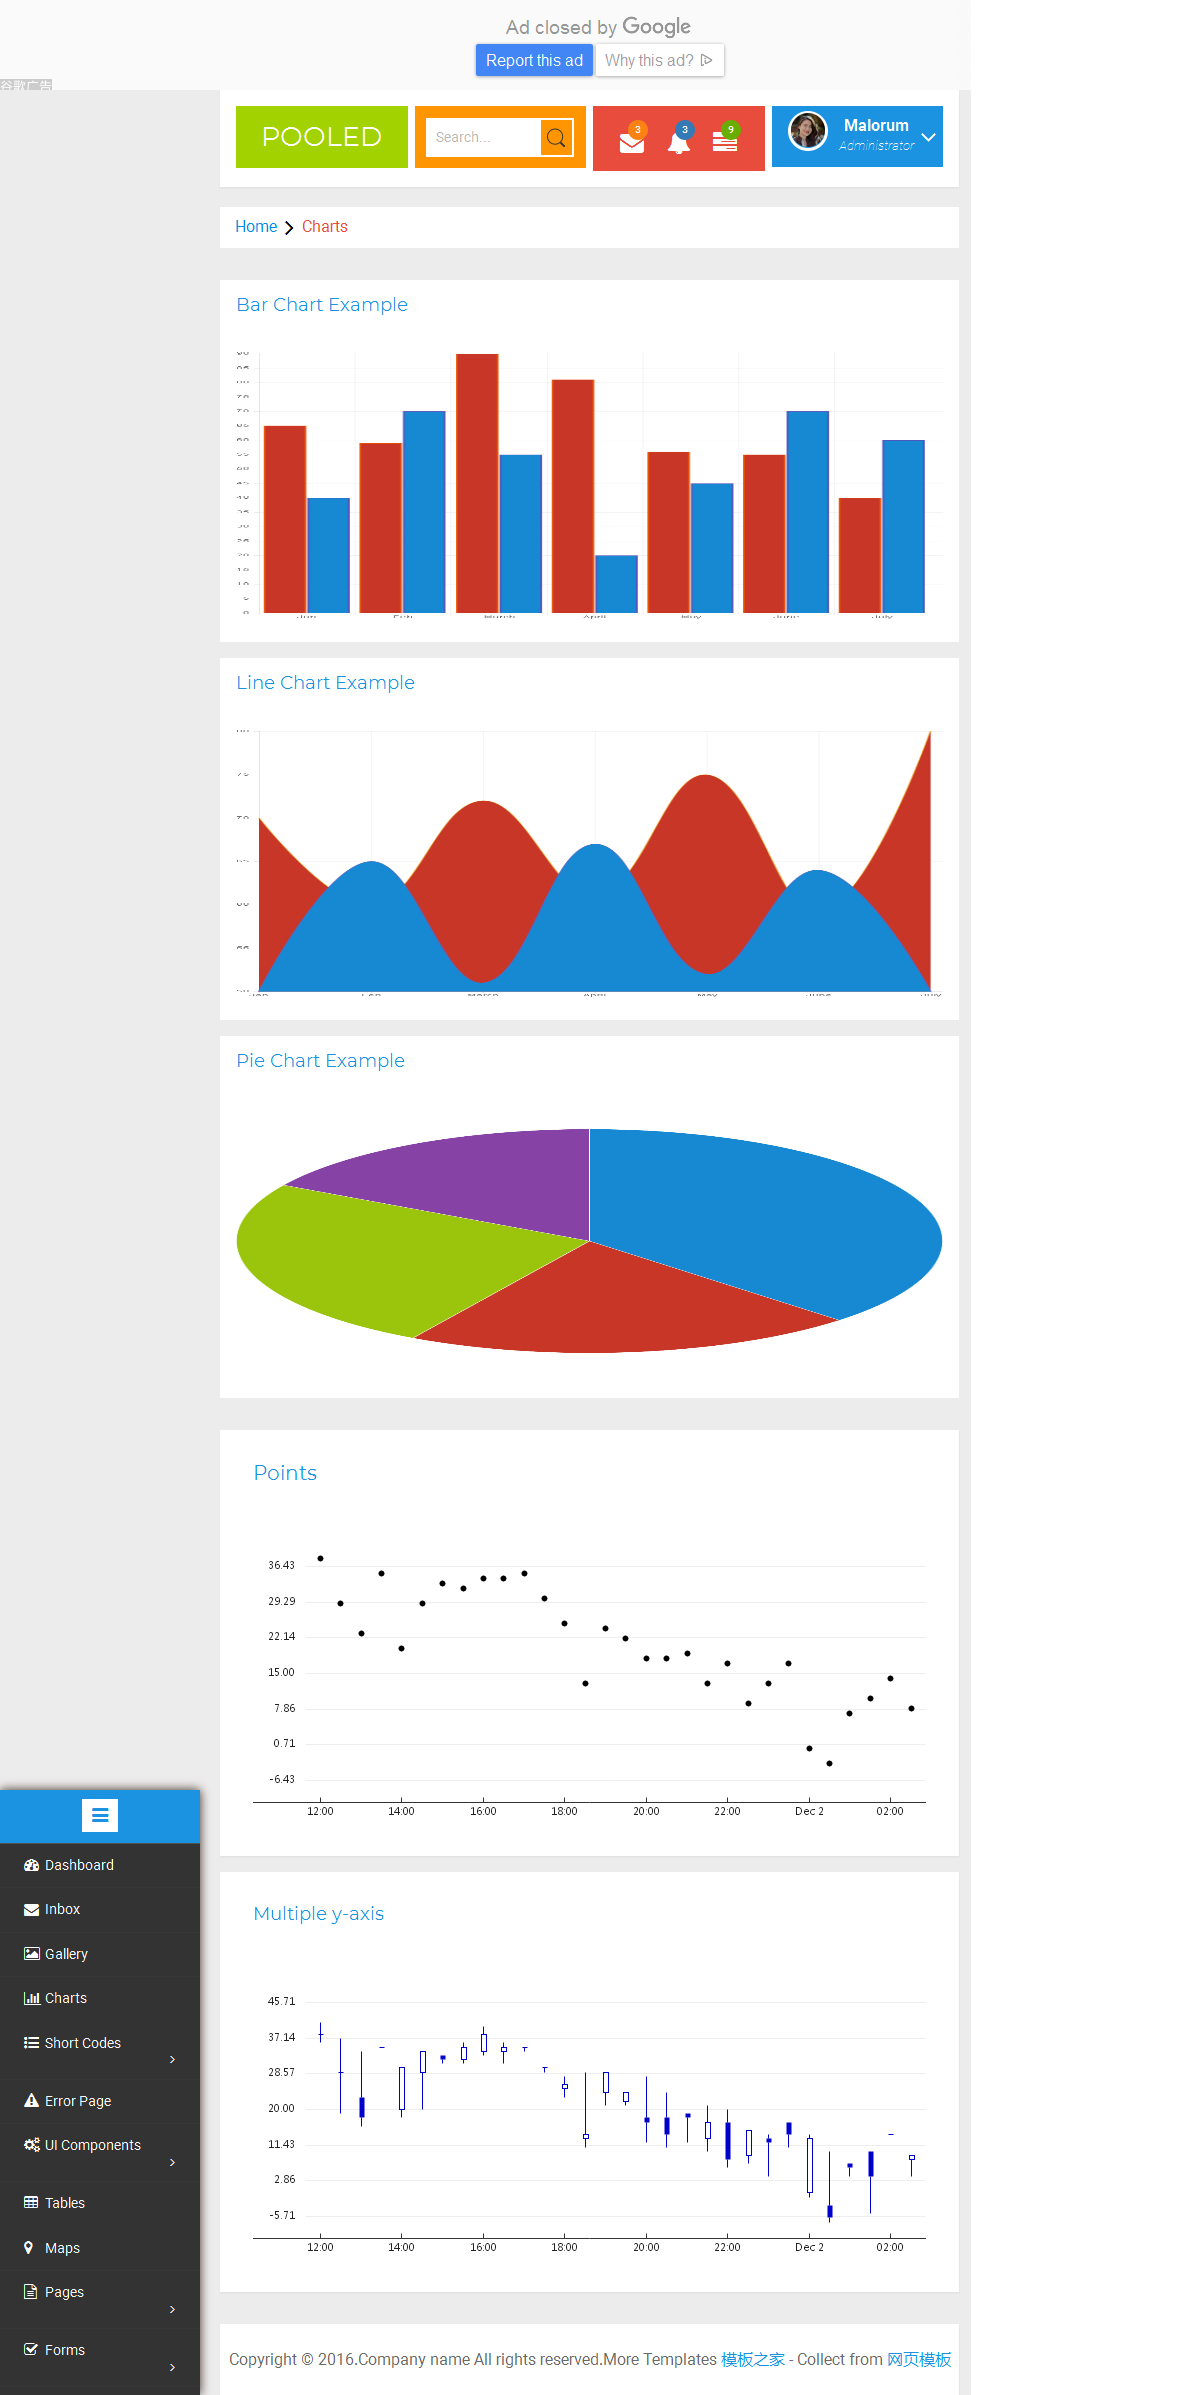 Ad closed by Google
Report this ad
Why this ad?
谷歌广告
POOLED
Search...
3
3
9
Malorum
Administrator
Home
Charts
Bar Chart Example
Line Chart Example
Pie Chart Example
Points
36.43
29.29
22.14
15.00
7.86
0.71
-6.43
12:00 14:00 16:00 18:00 20:00 22:00 Dec 2 02:00
Dashboard
Inbox
Gallery
Charts
Short Codes
Error Page
UI Components
Tables
Maps
Pages
Forms
Multiple y-axis
45.71
37.14
28.57
20.00
11.43
2.86
-5.71
12:00 14:00 16:00 18:00 20:00 22:00 Dec 2 02:00
Copyright © 2016.Company name All rights reserved.More Templates 模板之家 - Collect from 网页模板